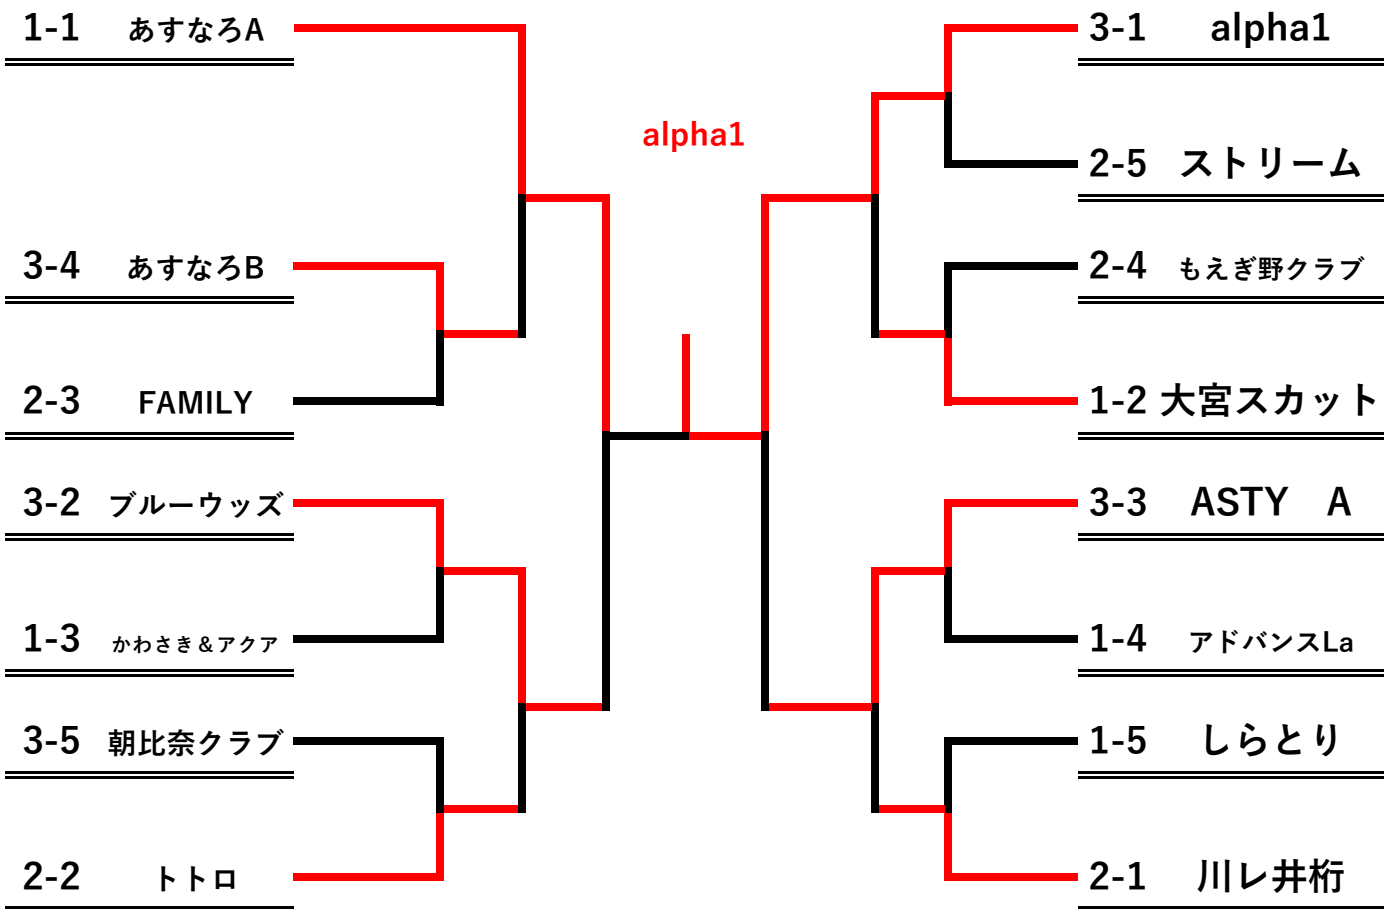 1-1 あすなろA
3-4 あすなろB
2-3 FAMILY
3-2 ブルーウッズ
1-3 かわさき＆アクア
3-5 朝比奈クラブ
2-2 トトロ
alpha1
3-1 alpha1
2-5 ストリーム
2-4 もえぎ野クラブ
1-2 大宮スカット
3-3 ASTY　A
1-4 アドバンスLa
1-5 しらとり
2-1 川レ井桁